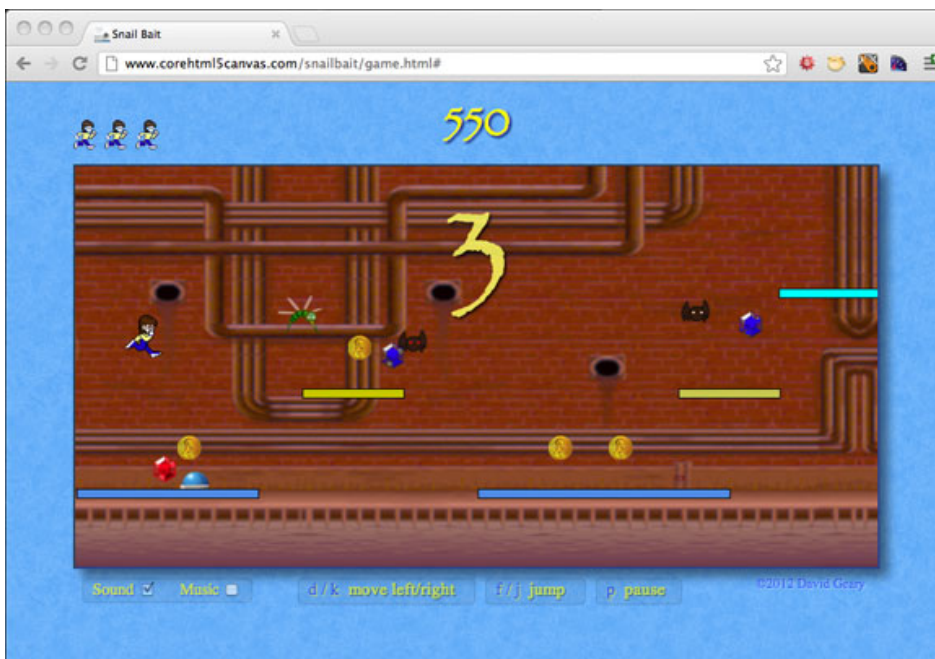 Snail Bait
www.corehtml5canvas.com/snailbait/game.html#
550
3
Sound Music d / k move left/right f / j jump p pause
©2012 David Geary